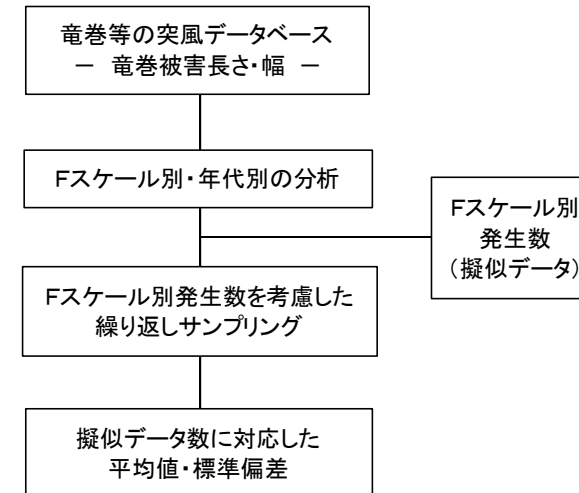 竜巻等の突風データベース
－ 竜巻被害長さ・幅 －
Fスケール別・年代別の分析
Fスケール別
発生数
（擬似データ）
Fスケール別発生数を考慮した
繰り返しサンプリング
擬似データ数に対応した
平均値・標準偏差